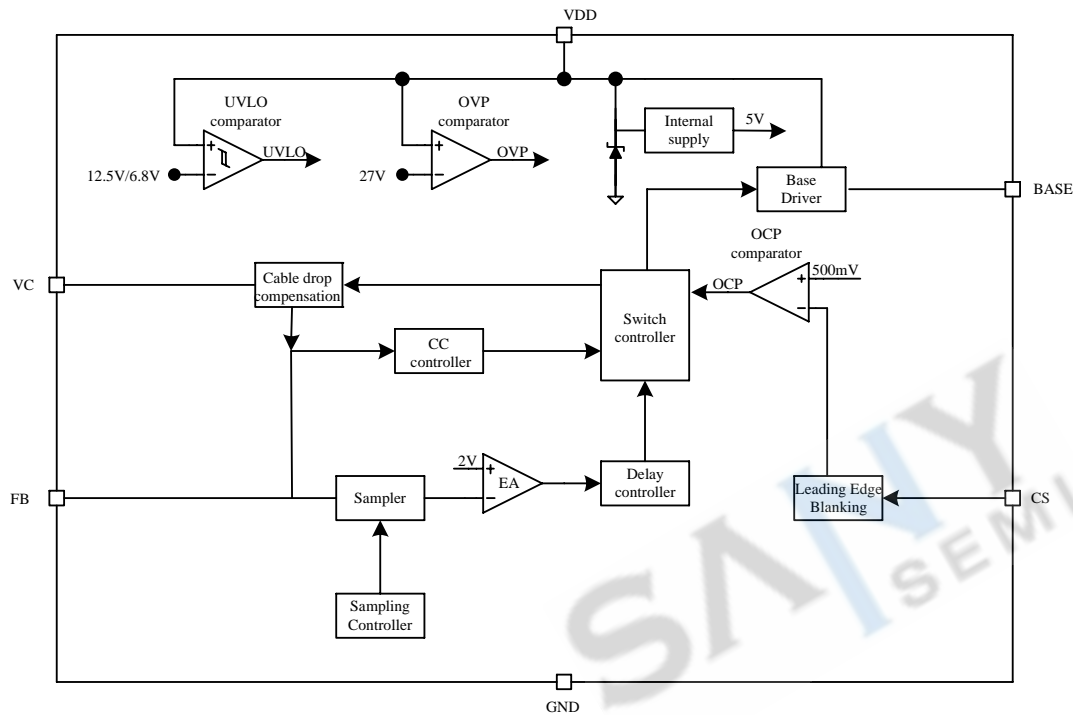 VDD
UVLO
comparator
OVP
comparator
+
-
UVLO
12.5V/6.8V
+
-
OVP
27V
Internal
supply
5V
Base
Driver
BASE
OCP
comparator
VC
Cable drop
compensation
Switch
controller
OCP
+
-
500mV
CC
controller
FB
Sampler
2V
+
-
EA
Delay
controller
Leading Edge
Blanking
CS
Sampling
Controller
GND
SANY
SEMI